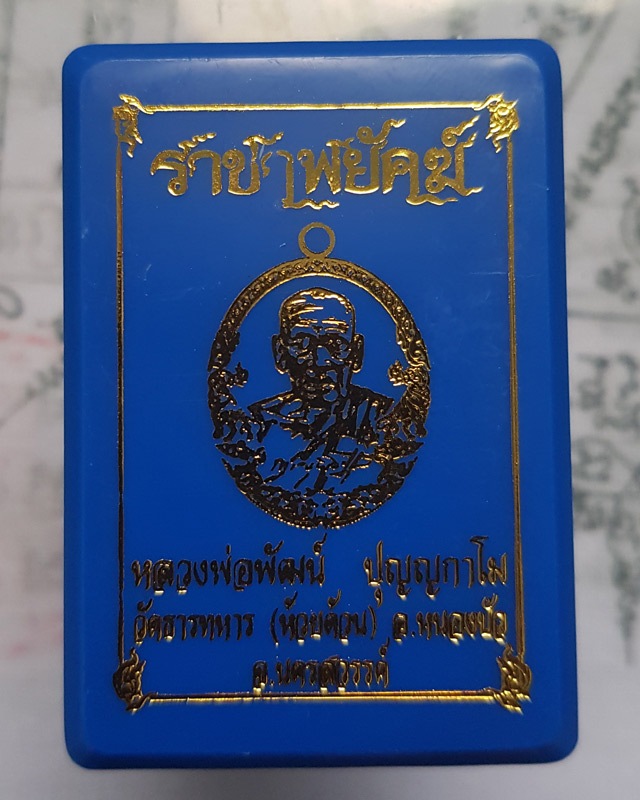 ราชาพยัคฆ์
หลวงพ่อพัฒน์ ปุญญกาโม
วัดธารทหาร (ห้วยด้วน) อ.หนองบัว
จ.นครสวรรค์